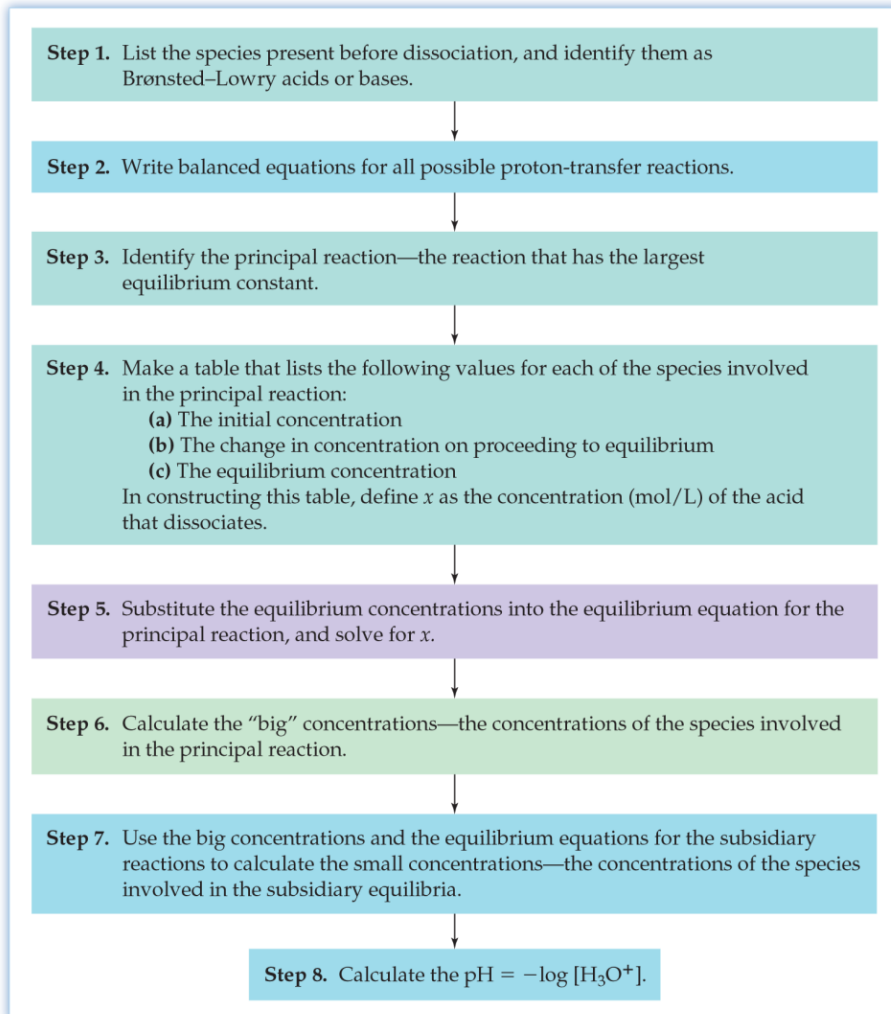 Step 1. List the species present before dissociation, and identify them as
Brønsted–Lowry acids or bases.
Step 2. Write balanced equations for all possible proton-transfer reactions.
Step 3. Identify the principal reaction—the reaction that has the largest
equilibrium constant.
Step 4. Make a table that lists the following values for each of the species involved
in the principal reaction:
(a) The initial concentration
(b) The change in concentration on proceeding to equilibrium
(c) The equilibrium concentration
In constructing this table, define x as the concentration (mol/L) of the acid
that dissociates.
Step 5. Substitute the equilibrium concentrations into the equilibrium equation for the
principal reaction, and solve for x.
Step 6. Calculate the “big” concentrations—the concentrations of the species involved
in the principal reaction.
Step 7. Use the big concentrations and the equilibrium equations for the subsidiary
reactions to calculate the small concentrations—the concentrations of the species
involved in the subsidiary equilibria.
Step 8. Calculate the pH = −log [H₃O⁺].